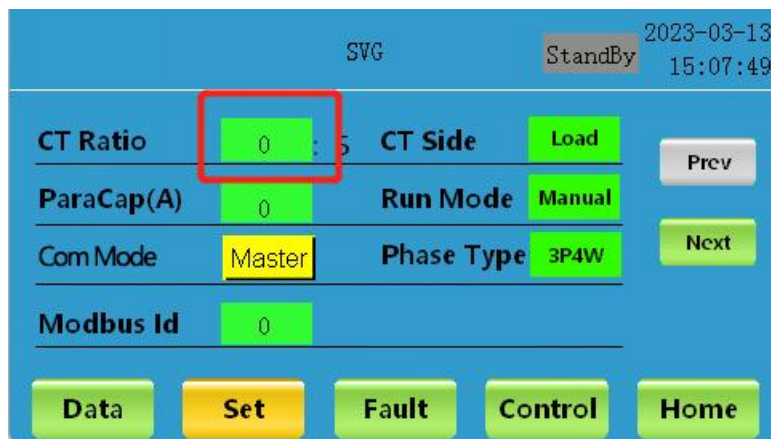 SVG StandBy 2023-03-13
15:07:49
CT Ratio 0 : 5 CT Side Load
Prev
ParaCap(A) 0 Run Mode Manual
Com Mode Master Phase Type 3P4W
Next
Modbus Id 0
Data Set Fault Control Home